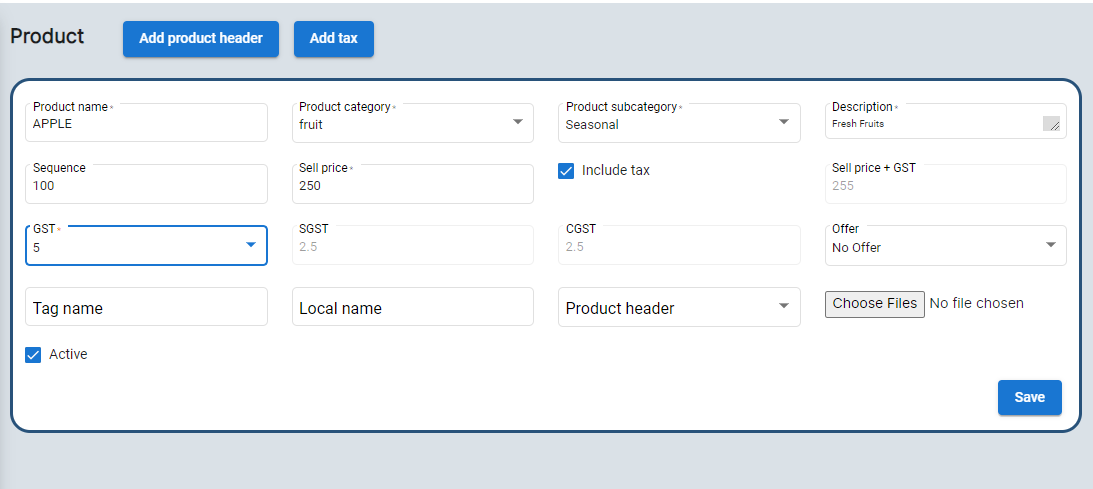 Product
Add product header
Add tax
Product name*
APPLE
Product category*
fruit
Product subcategory*
Seasonal
Description*
Fresh Fruits
Sequence
100
Sell price*
250
Include tax
Sell price + GST
255
GST*
5
SGST
2.5
CGST
2.5
Offer
No Offer
Tag name
Local name
Product header
Choose Files No file chosen
Active
Save